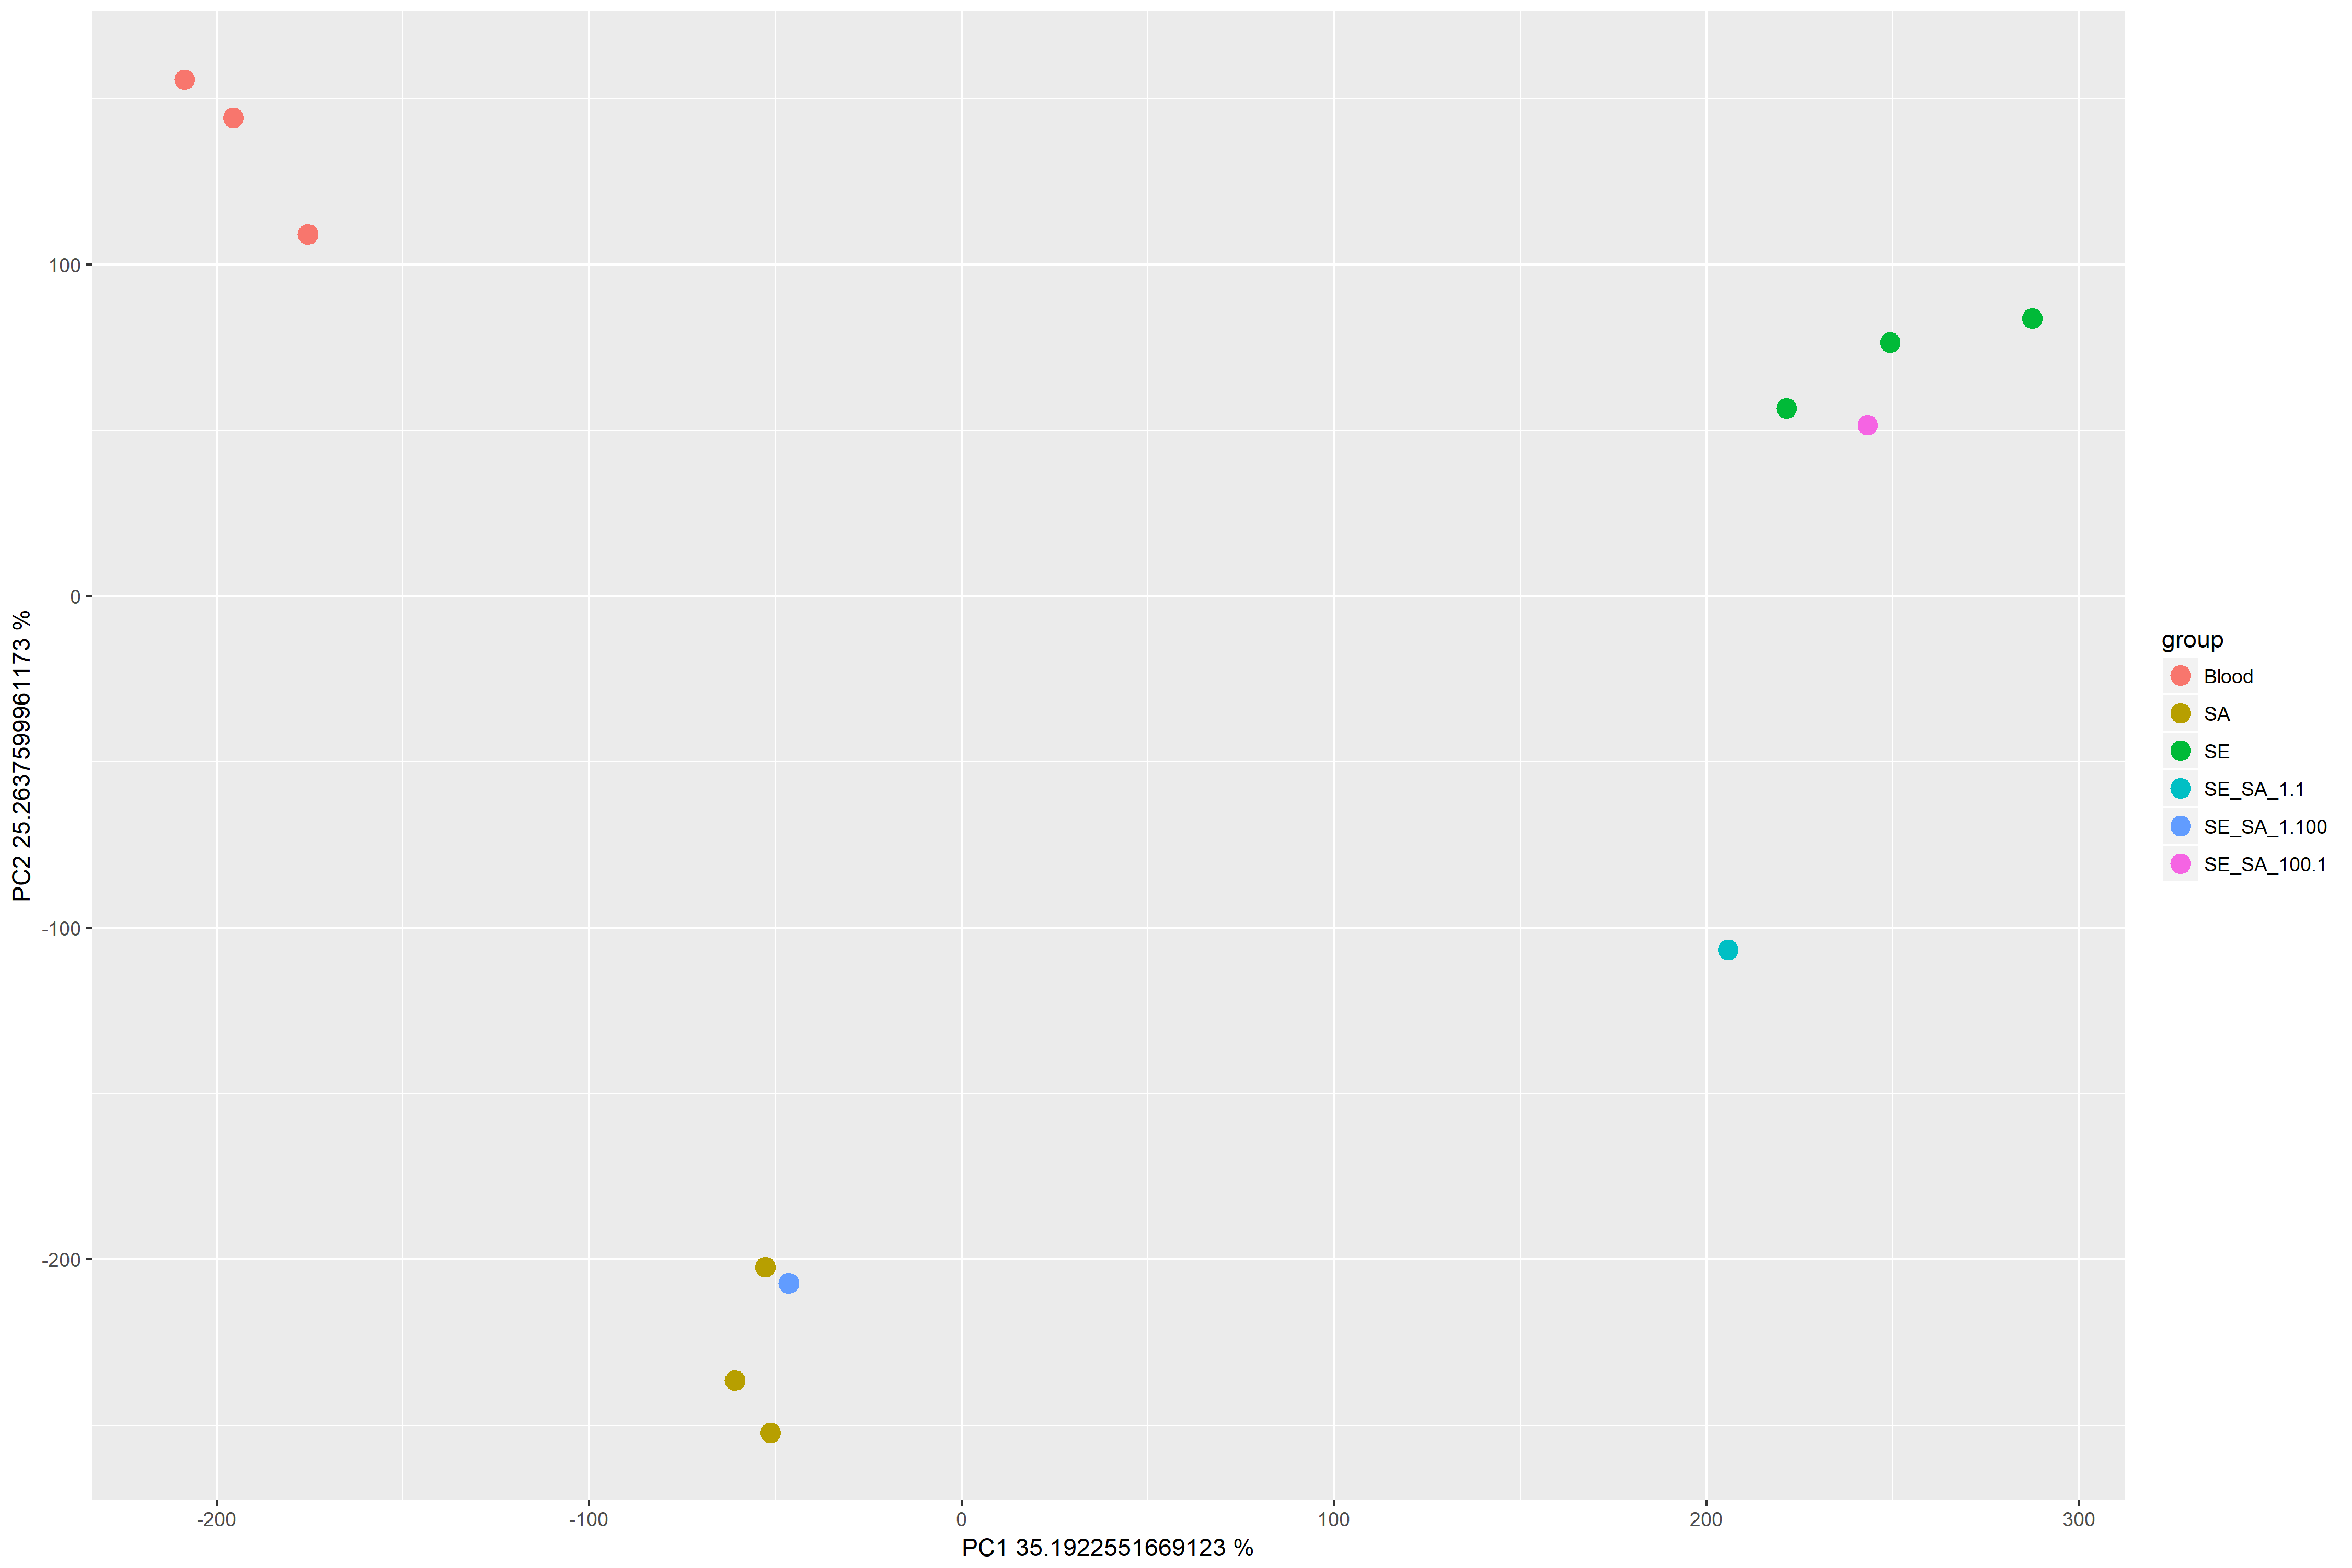 100
0
-100
-200
PC2 25.2637599961173 %
-200
-100
0
100
200
300
PC1 35.1922551669123 %
group
Blood
SA
SE
SE_SA_1.1
SE_SA_1.100
SE_SA_100.1